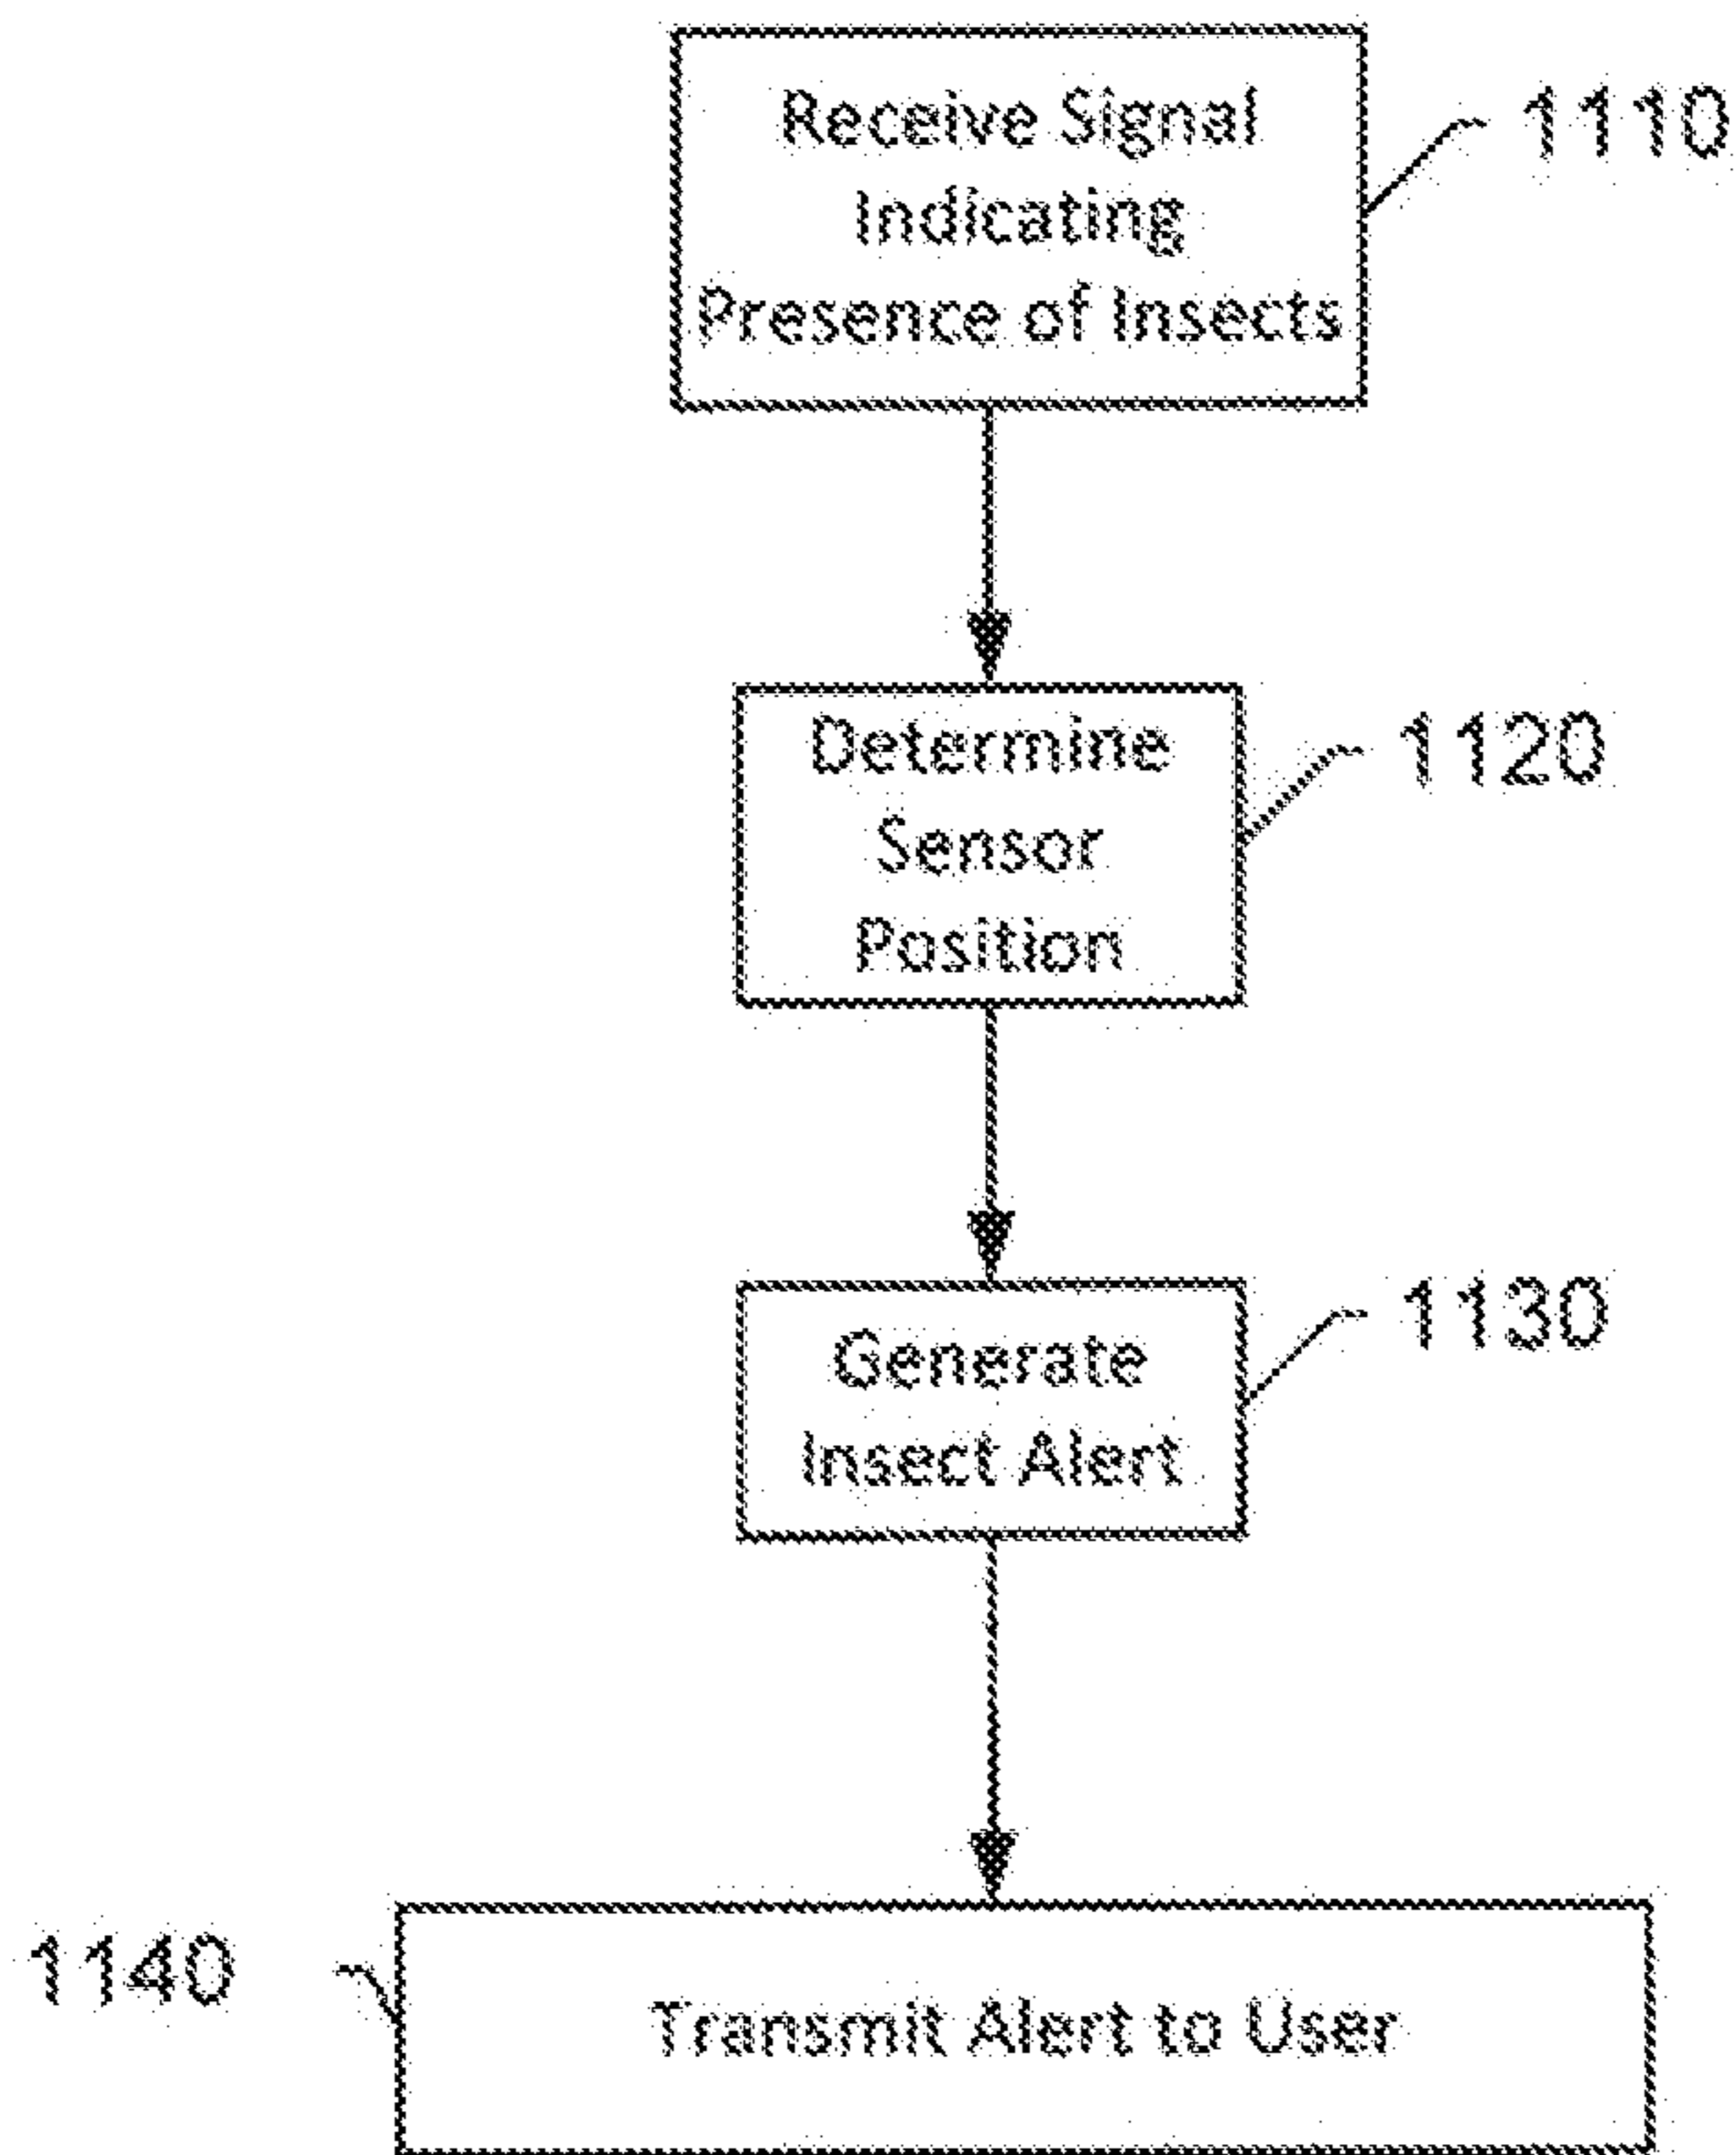 Receive Signal
Indicating
Presence of Insects
1110
Determine
Sensor
Position
1120
Generate
Insect Alert
1130
1140
Transmit Alert to User